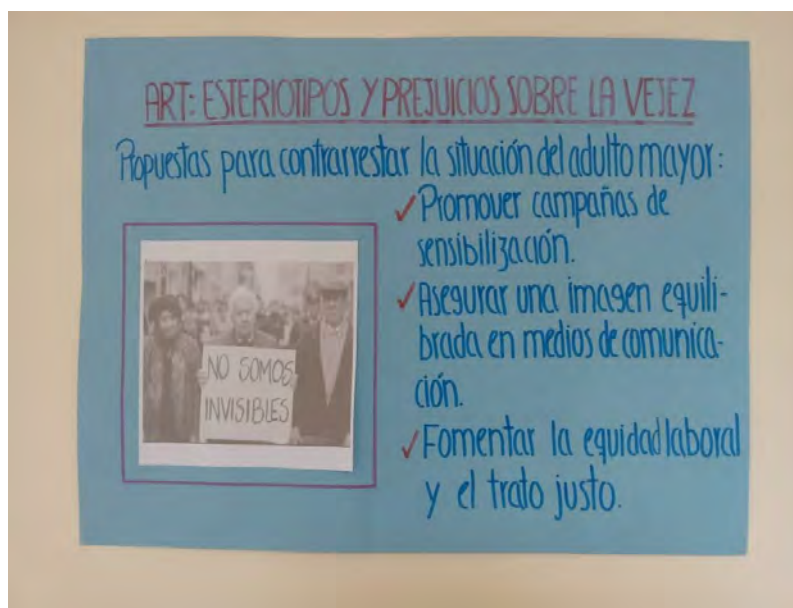 ART: ESTERIOTIPOS Y PREJUICIOS SOBRE LA VEJEZ
Propuestas para contrarrestar la situación del adulto mayor:
✓Promover campañas de
sensibilización.
✓Asegurar una imagen equili-
brada en medios de comunica-
ción.
✓Fomentar la equidad laboral
y el trato justo.
NO SOMOS
INVISIBLES